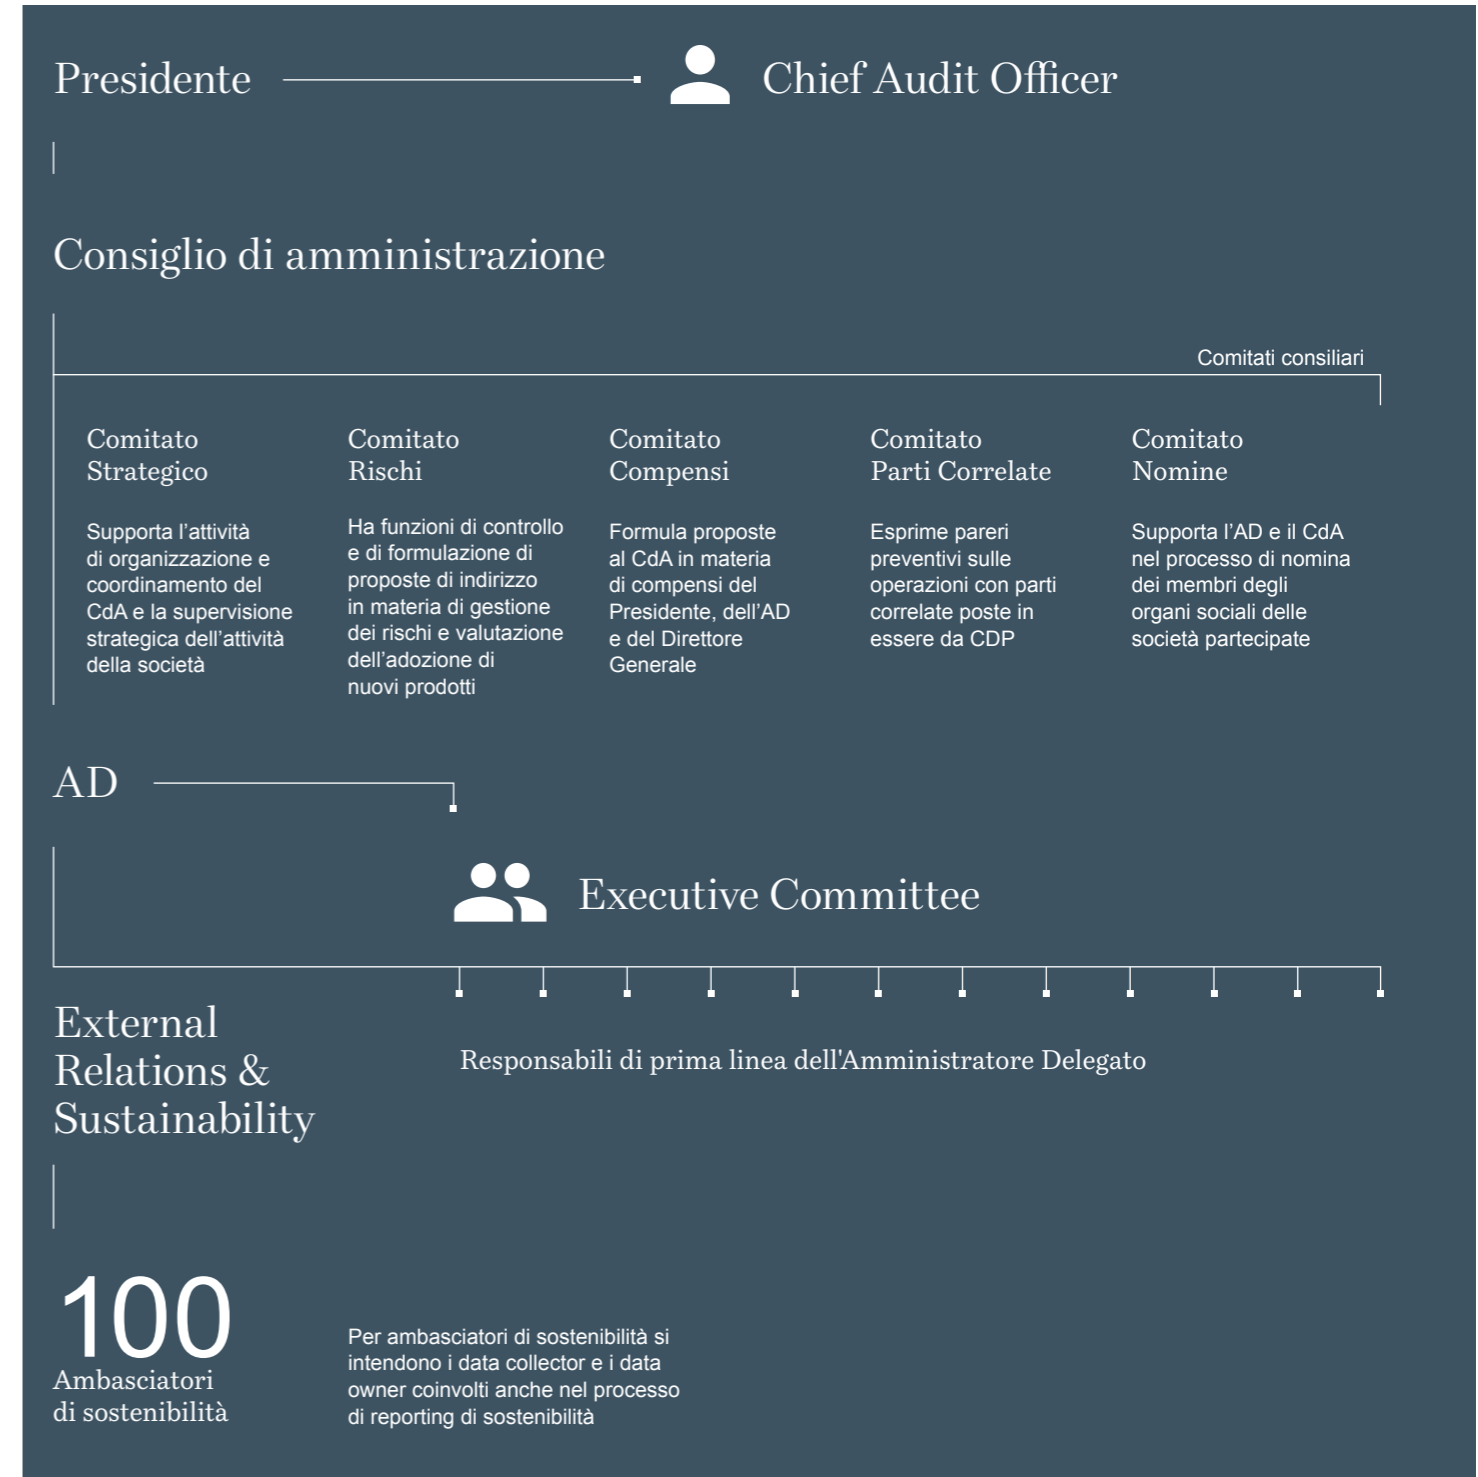 Presidente
Chief Audit Officer
Consiglio di amministrazione
Comitati consiliari
Comitato
Strategico
Supporta l’attività
di organizzazione e
coordinamento del
CdA e la supervisione
strategica dell’attività
della società
Comitato
Rischi
Ha funzioni di controllo
e di formulazione di
proposte di indirizzo
in materia di gestione
dei rischi e valutazione
dell’adozione di
nuovi prodotti
Comitato
Compensi
Formula proposte
al CdA in materia
di compensi del
Presidente, dell’AD
e del Direttore
Generale
Comitato
Parti Correlate
Esprime pareri
preventivi sulle
operazioni con parti
correlate poste in
essere da CDP
Comitato
Nomine
Supporta l’AD e il CdA
nel processo di nomina
dei membri degli
organi sociali delle
società partecipate
AD
Executive Committee
External
Relations &
Sustainability
Responsabili di prima linea dell'Amministratore Delegato
100
Ambasciatori
di sostenibilità
Per ambasciatori di sostenibilità si
intendono i data collector e i data
owner coinvolti anche nel processo
di reporting di sostenibilità